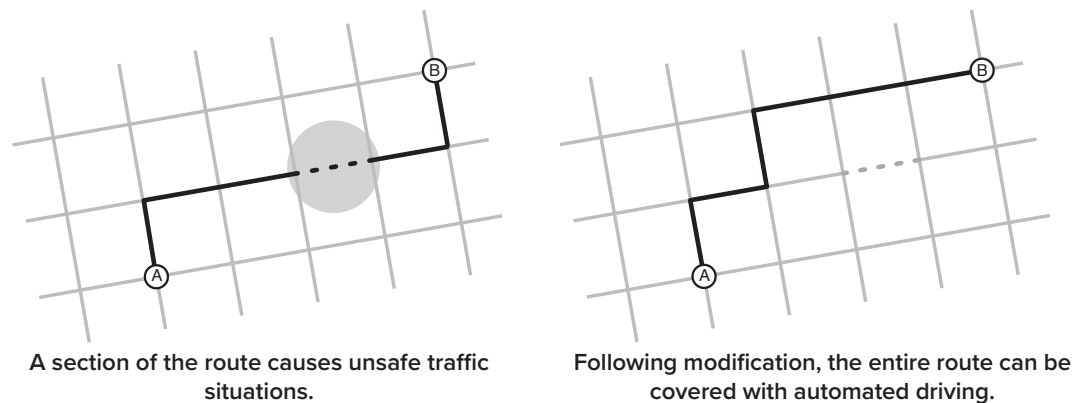 B
A
A section of the route causes unsafe traffic
situations.
B
A
Following modification, the entire route can be
covered with automated driving.